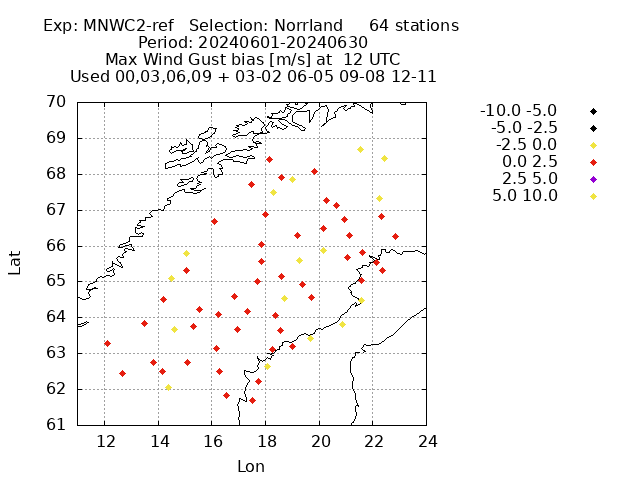 Exp: MNWC2-ref   Selection: Norrland     64 stations
Period: 20240601-20240630
Max Wind Gust bias [m/s] at  12 UTC
Used 00,03,06,09 + 03-02 06-05 09-08 12-11
70
69
68
67
66
65
64
63
62
61
Lat
12 14 16 18 20 22 24
Lon
-10.0 -5.0
-5.0 -2.5
-2.5 0.0
0.0 2.5
2.5 5.0
5.0 10.0